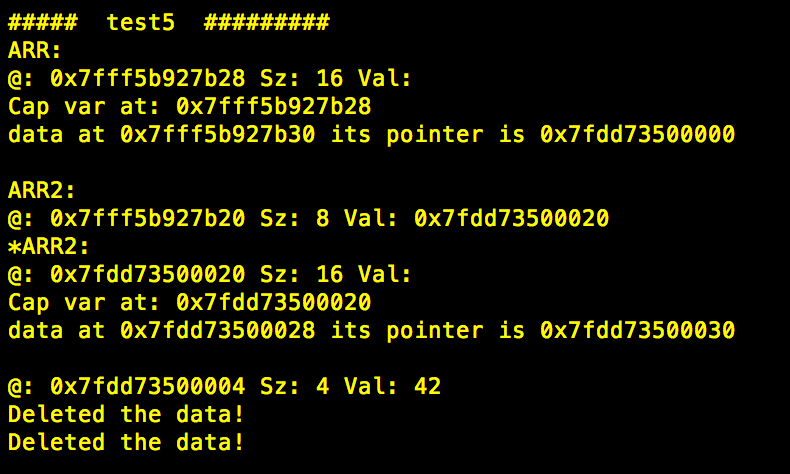 #####  test5  #########
ARR:
@: 0x7fff5b927b28 Sz: 16 Val:
Cap var at: 0x7fff5b927b28
data at 0x7fff5b927b30 its pointer is 0x7fdd73500000
ARR2:
@: 0x7fff5b927b20 Sz: 8 Val: 0x7fdd73500020
*ARR2:
@: 0x7fdd73500020 Sz: 16 Val:
Cap var at: 0x7fdd73500020
data at 0x7fdd73500028 its pointer is 0x7fdd73500030
@: 0x7fdd73500004 Sz: 4 Val: 42
Deleted the data!
Deleted the data!